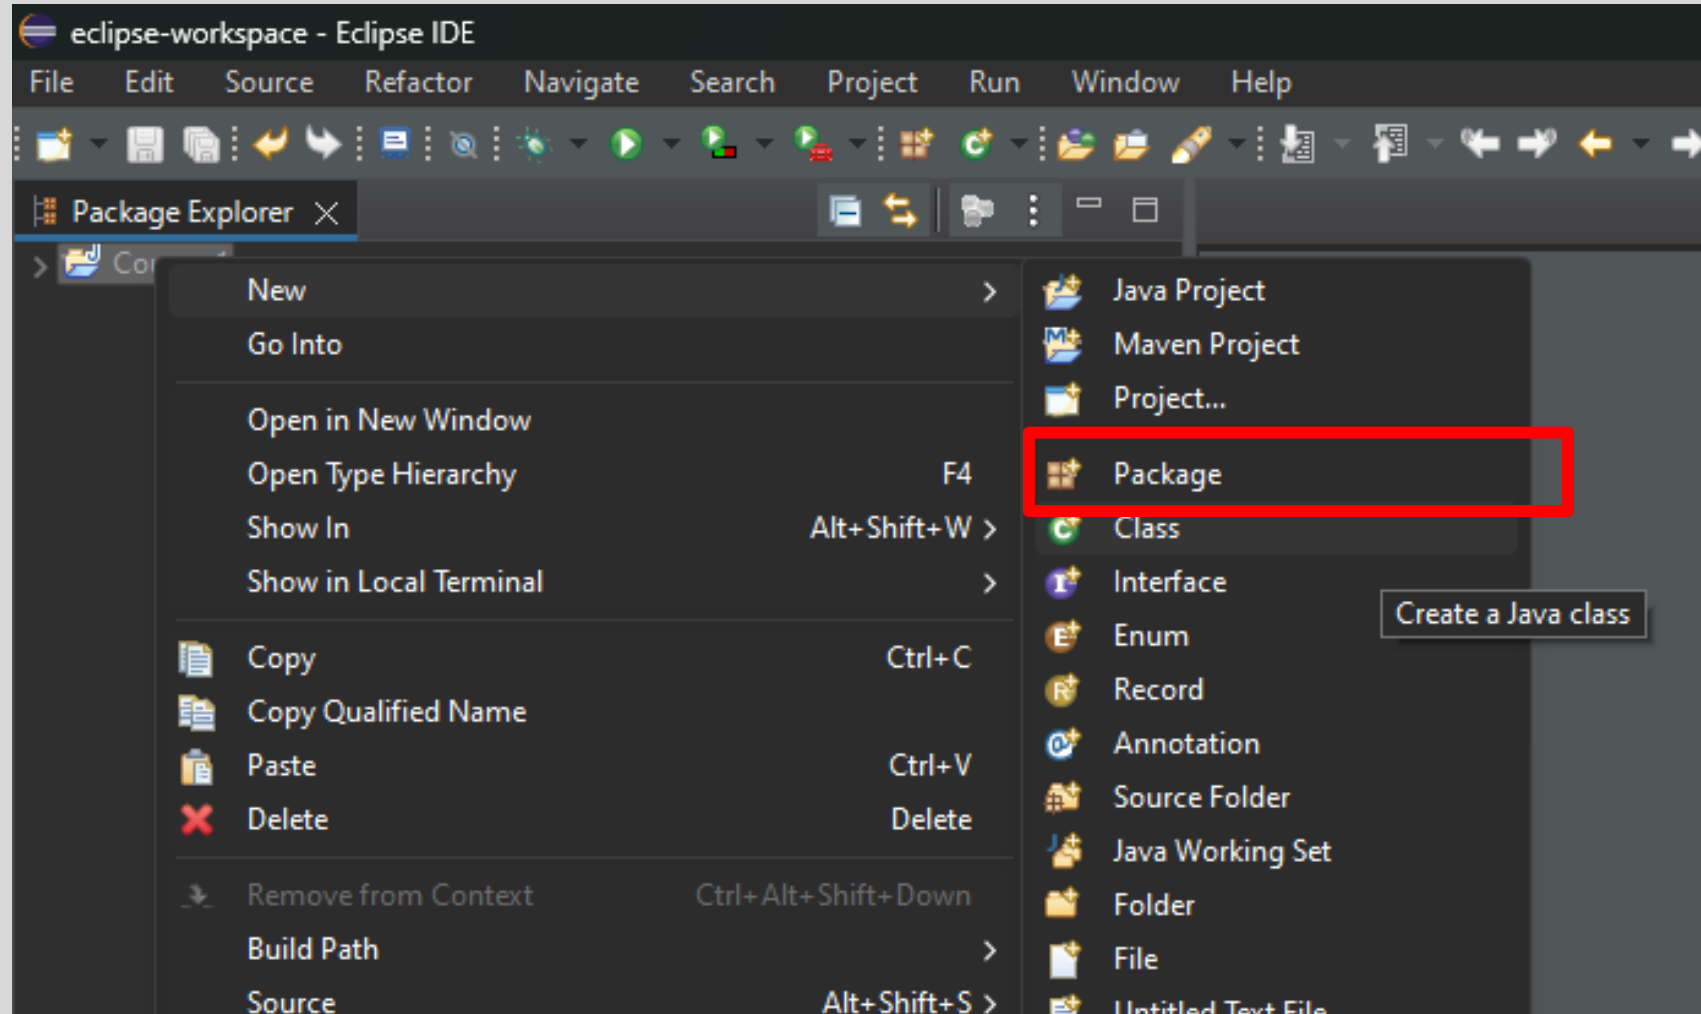 eclipse-workspace - Eclipse IDE
File Edit Source Refactor Navigate Search Project Run Window Help
Package Explorer
New
Go Into
Open in New Window
Open Type Hierarchy F4
Show In Alt+Shift+W
Show in Local Terminal
Copy Ctrl+C
Copy Qualified Name
Paste Ctrl+V
Delete Delete
Remove from Context Ctrl+Alt+Shift+Down
Build Path
Source Alt+Shift+S
Java Project
Maven Project
Project...
Package
Class
Interface
Enum
Record
Annotation
Source Folder
Java Working Set
Folder
File
Untitled Text File
Create a Java class